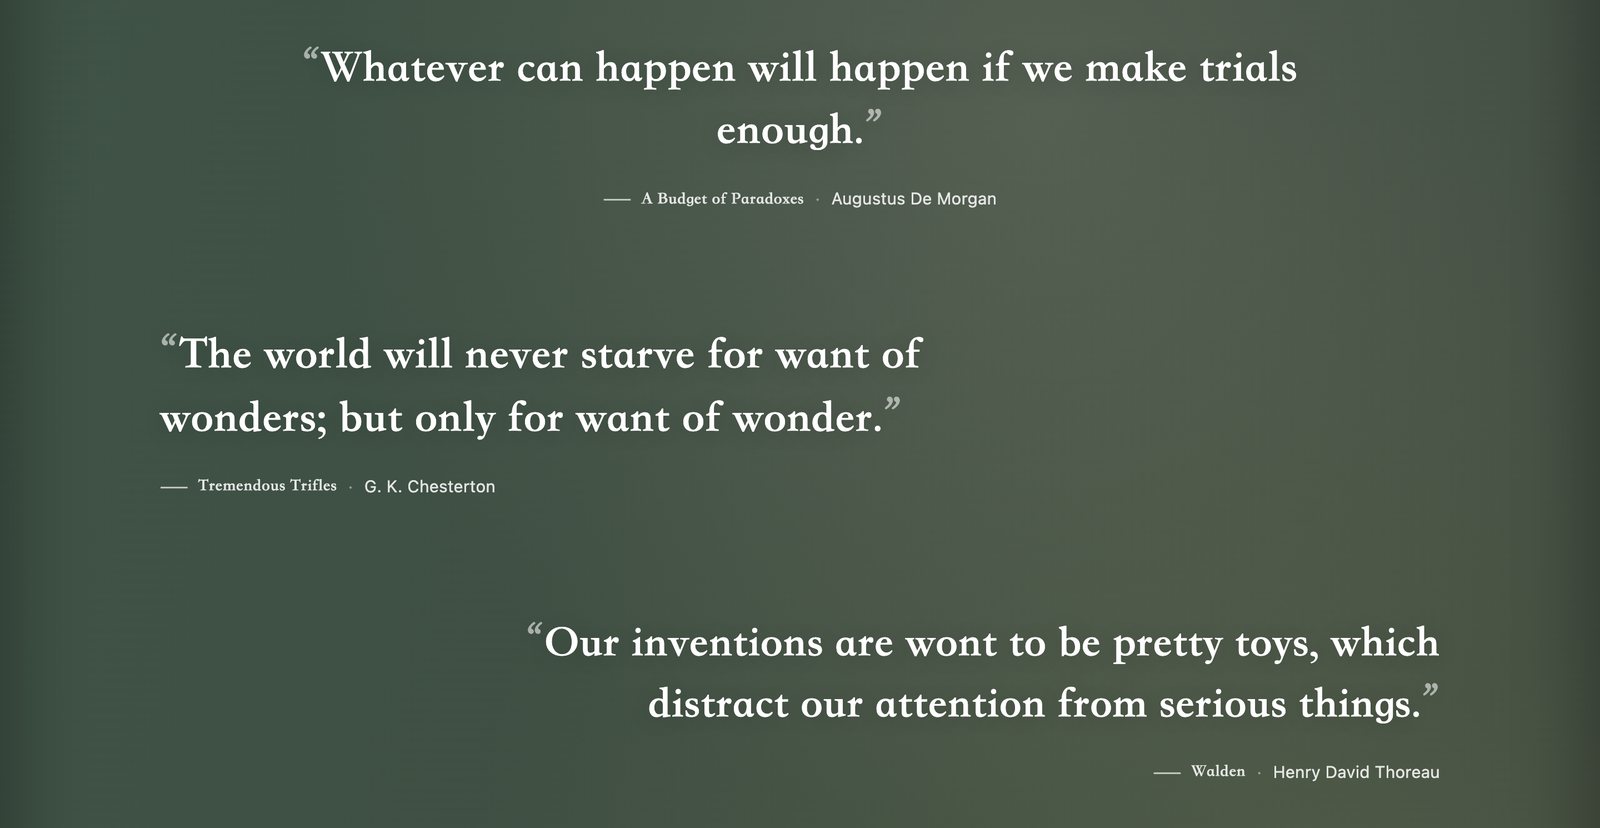 “Whatever can happen will happen if we make trials
enough.”
— A Budget of Paradoxes · Augustus De Morgan
“The world will never starve for want of
wonders; but only for want of wonder.”
— Tremendous Trifles · G. K. Chesterton
“Our inventions are wont to be pretty toys, which
distract our attention from serious things.”
— Walden · Henry David Thoreau